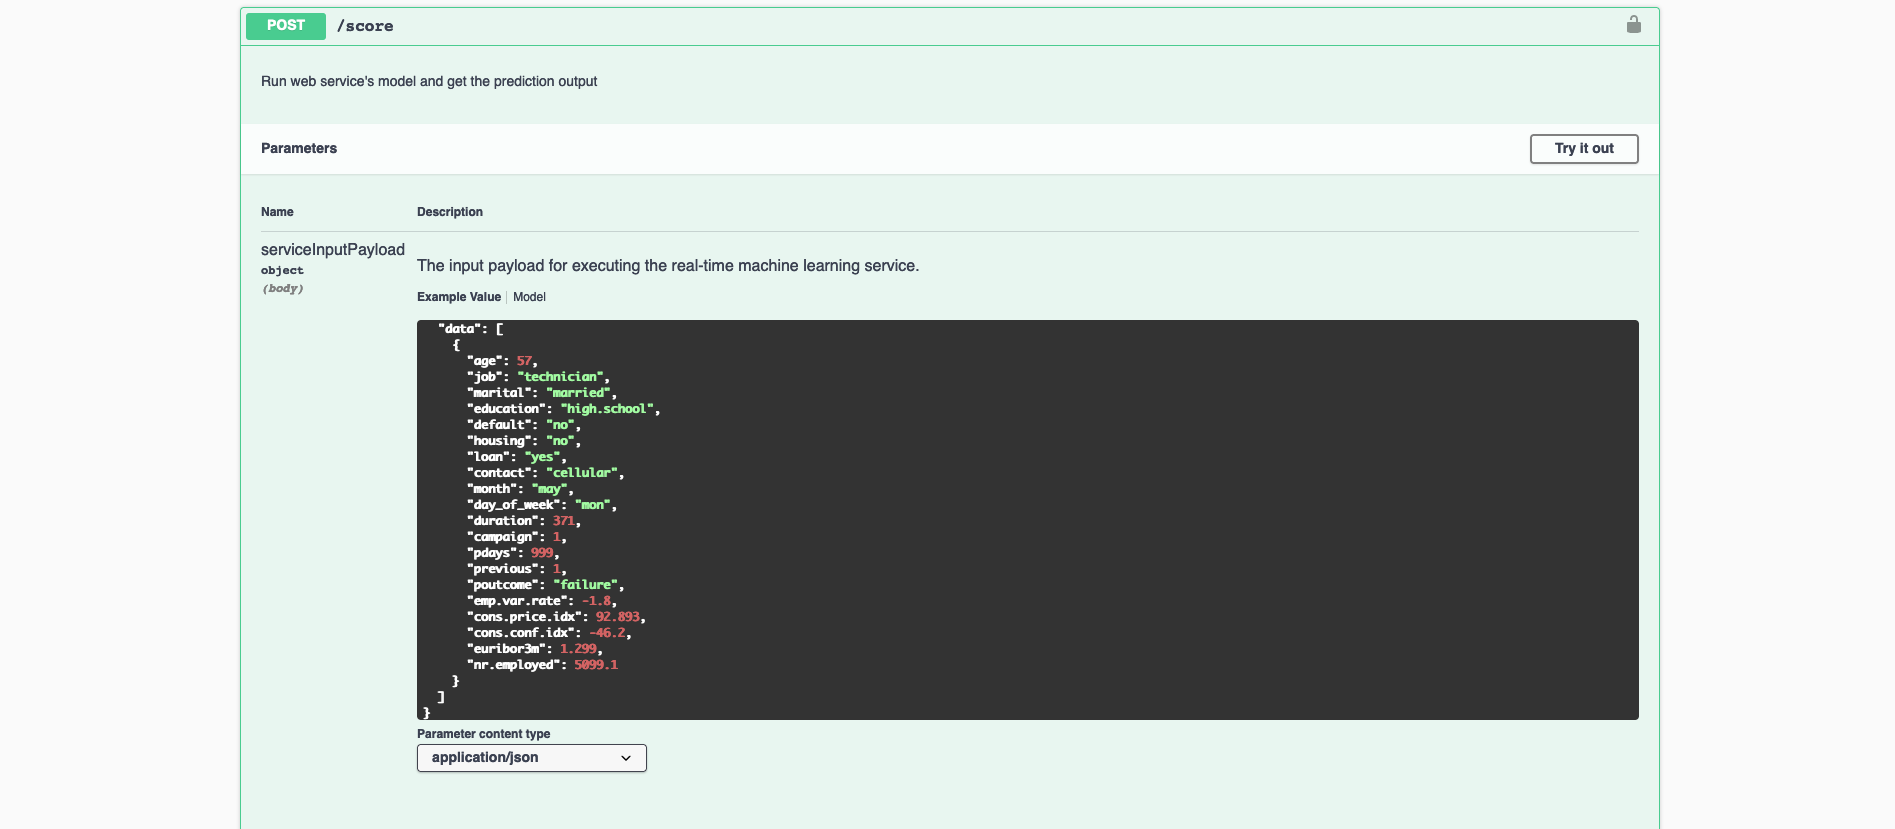 POST /score
Run web service's model and get the prediction output
Parameters
Try it out
Name Description
serviceInputPayload
object
(body)
The input payload for executing the real-time machine learning service.
Example Value Model
"data": [
{
"age": 57,
"job": "technician",
"marital": "married",
"education": "high.school",
"default": "no",
"housing": "no",
"loan": "yes",
"contact": "cellular",
"month": "may",
"day_of_week": "mon",
"duration": 371,
"campaign": 1,
"pdays": 999,
"previous": 1,
"poutcome": "failure",
"emp.var.rate": -1.8,
"cons.price.idx": 92.893,
"cons.conf.idx": -46.2,
"euribor3m": 1.299,
"nr.employed": 5099.1
}
]
}
Parameter content type
application/json